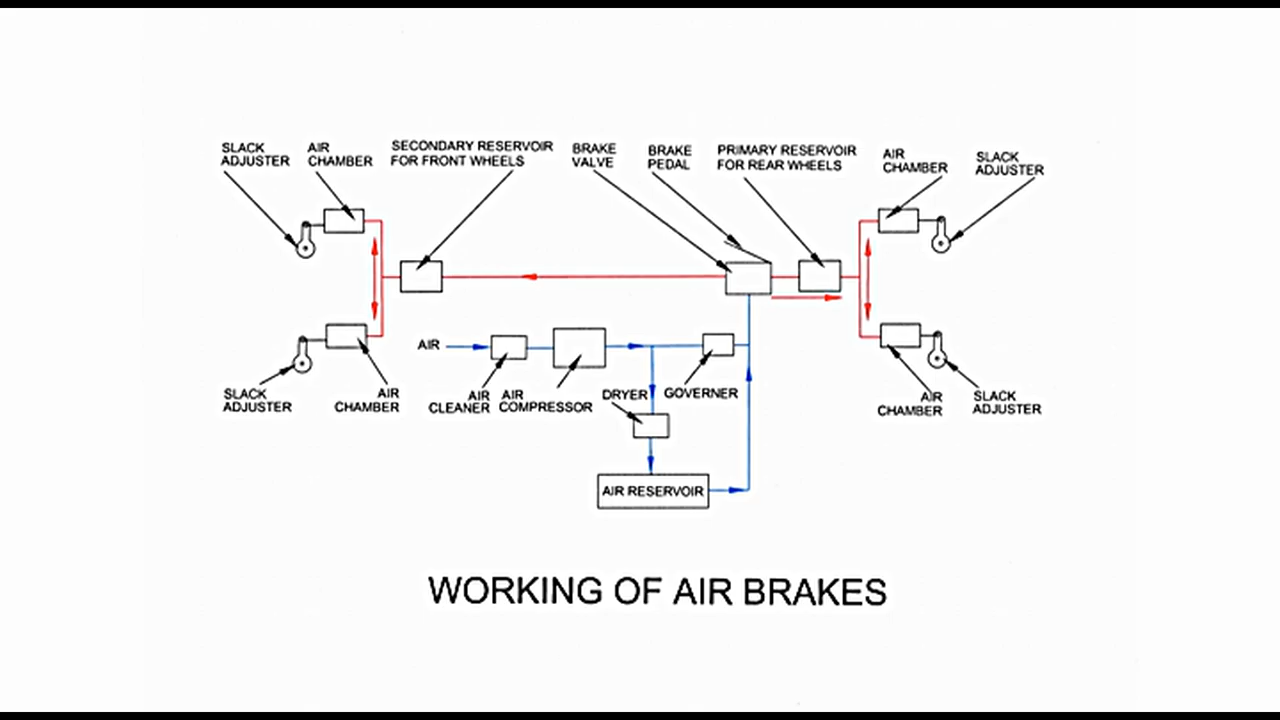 SLACK
ADJUSTER
AIR
CHAMBER
SECONDARY RESERVOIR
FOR FRONT WHEELS
BRAKE
VALVE
BRAKE
PEDAL
PRIMARY RESERVOIR
FOR REAR WHEELS
AIR
CHAMBER
SLACK
ADJUSTER
AIR
SLACK
ADJUSTER
AIR
CHAMBER
AIR
CLEANER
AIR
COMPRESSOR
DRYER
GOVERNER
AIR
CHAMBER
SLACK
ADJUSTER
AIR RESERVOIR
WORKING OF AIR BRAKES